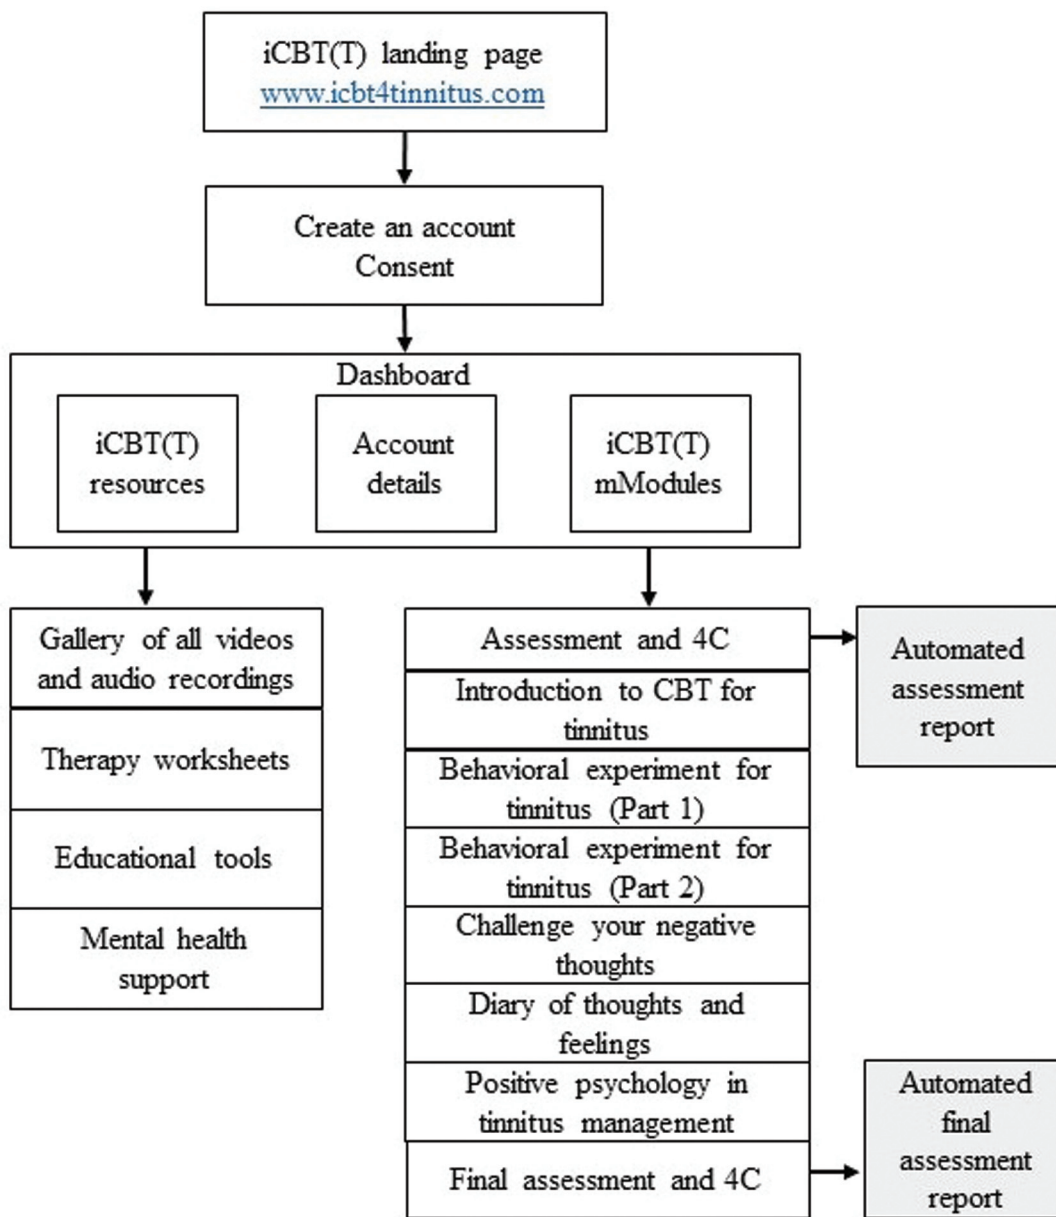 iCBT(T) landing page
www.icbt4tinnitus.com
Create an account
Consent
Dashboard
iCBT(T)
resources
Account
details
iCBT(T)
mModules
Gallery of all videos
and audio recordings
Therapy worksheets
Educational tools
Mental health
support
Assessment and 4C
Introduction to CBT for
tinnitus
Behavioral experiment for
tinnitus (Part 1)
Behavioral experiment for
tinnitus (Part 2)
Challenge your negative
thoughts
Diary of thoughts and
feelings
Positive psychology in
tinnitus management
Final assessment and 4C
Automated
assessment
report
Automated
final
assessment
report